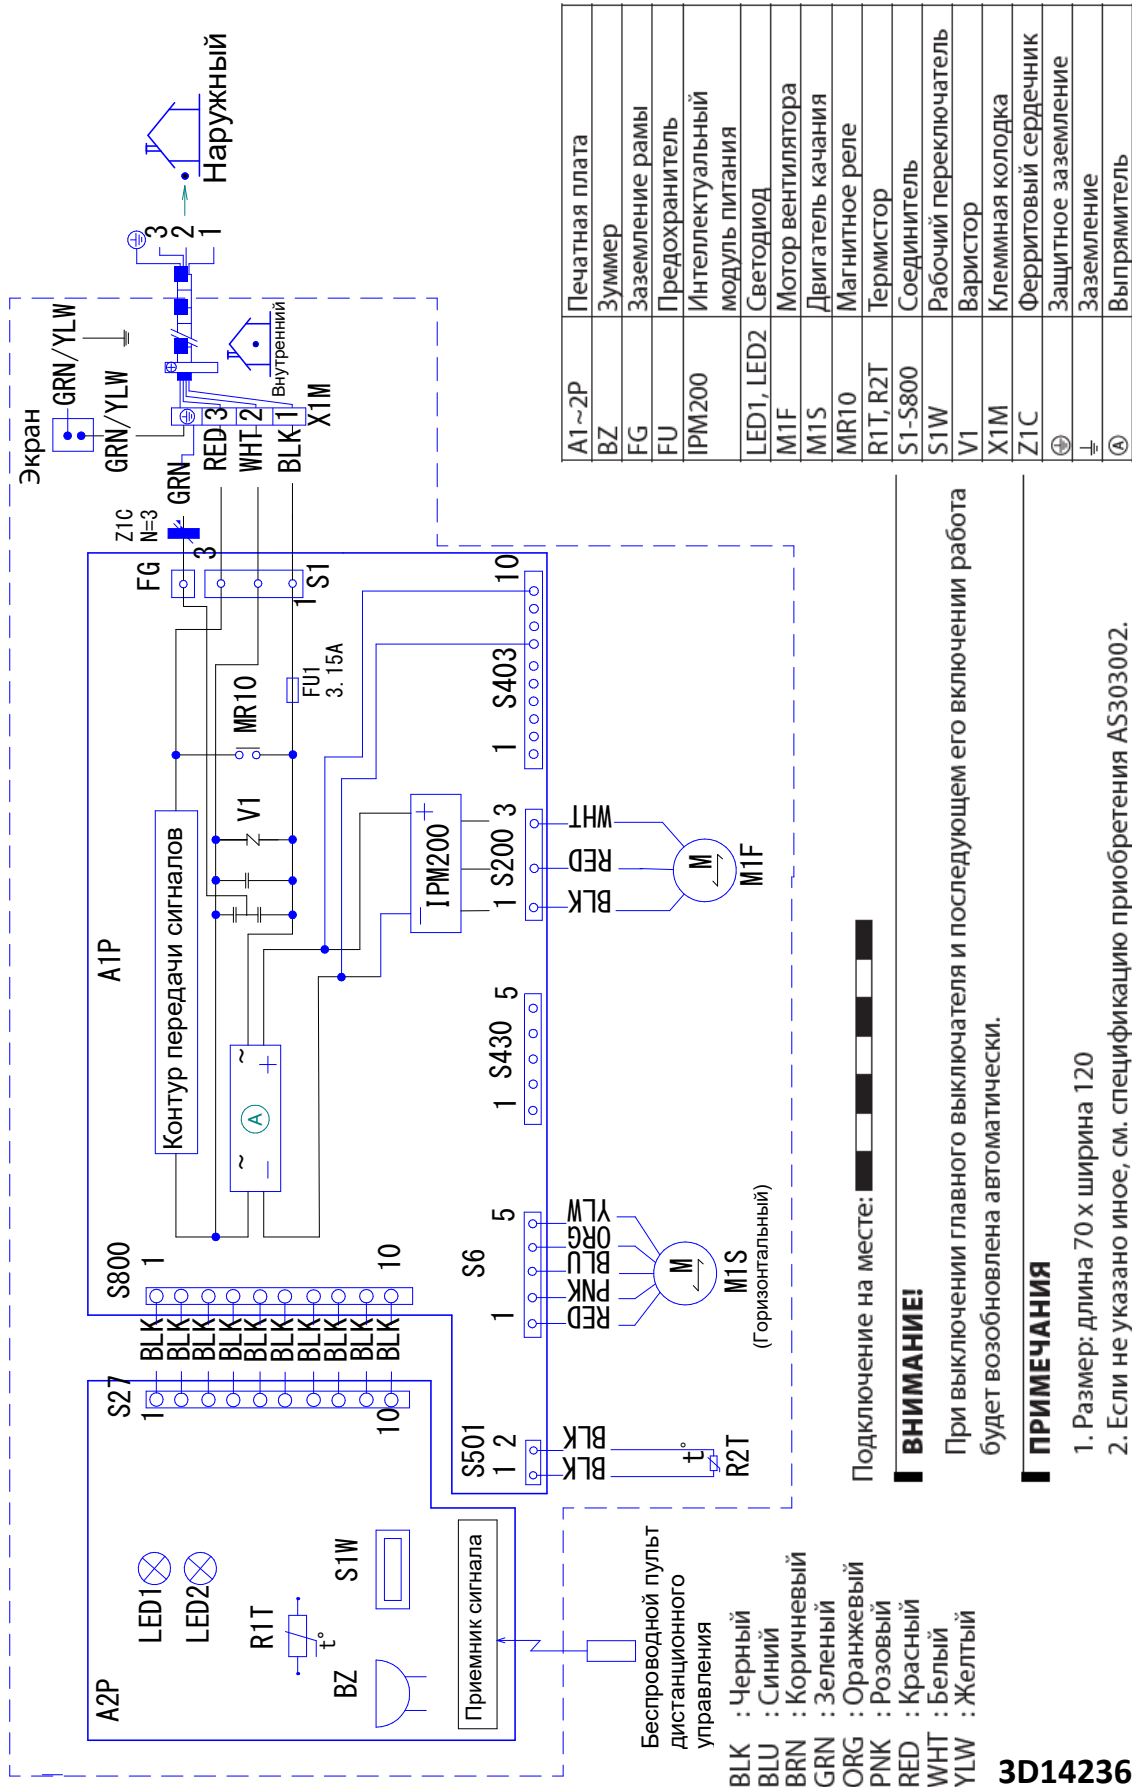 Экран
GRN/YLW
GRN/YLW
Наружный
3
2
1
Внутренний
X1M
RED 3
WHT 2
BLK 1
GRN
Z1C
N=3
FG
3
1
S1
FU1
3. 15A
MR10
V1
A1P
Контур передачи сигналов
A
~
~
+
−
IPM200
+
−
S403
1
10
1 S200 3
WHT
RED
BLK
M
M1F
1 S430 5
S6
1
5
YLW
ORG
BLU
PNK
RED
M
M1S
(Горизонтальный)
S800
1
10
BLK
BLK
BLK
BLK
BLK
BLK
BLK
BLK
BLK
BLK
S27
1
10
S501
1 2
BLK
BLK
t°
R2T
A2P
LED1
LED2
R1T
t°
S1W
BZ
Приемник сигнала
Беспроводной пульт
дистанционного
управления
BLK : Черный
BLU : Синий
BRN : Коричневый
GRN : Зеленый
ORG : Оранжевый
PNK : Розовый
RED : Красный
WHT : Белый
YLW : Желтый
Подключение на месте:
ВНИМАНИЕ!
При выключении главного выключателя и последующем его включении работа
будет возобновлена автоматически.
ПРИМЕЧАНИЯ
1. Размер: длина 70 x ширина 120
2. Если не указано иное, см. спецификацию приобретения AS303002.
A1~2P Печатная плата
BZ Зуммер
FG Заземление рамы
FU Предохранитель
IPM200 Интеллектуальный
модуль питания
LED1, LED2 Светодиод
M1F Мотор вентилятора
M1S Двигатель качания
MR10 Магнитное реле
R1T, R2T Термистор
S1-S800 Соединитель
S1W Рабочий переключатель
V1 Варистор
X1M Клеммная колодка
Z1C Ферритовый сердечник
Защитное заземление
Заземление
A Выпрямитель
3D14236